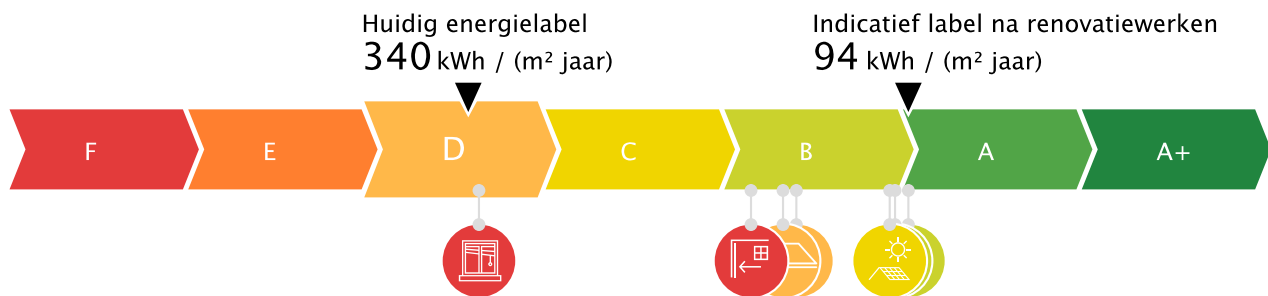 Huidig energielabel
340 kWh / (m² jaar)
Indicatief label na renovatiewerken
94 kWh / (m² jaar)
F
E
D
C
B
A
A+